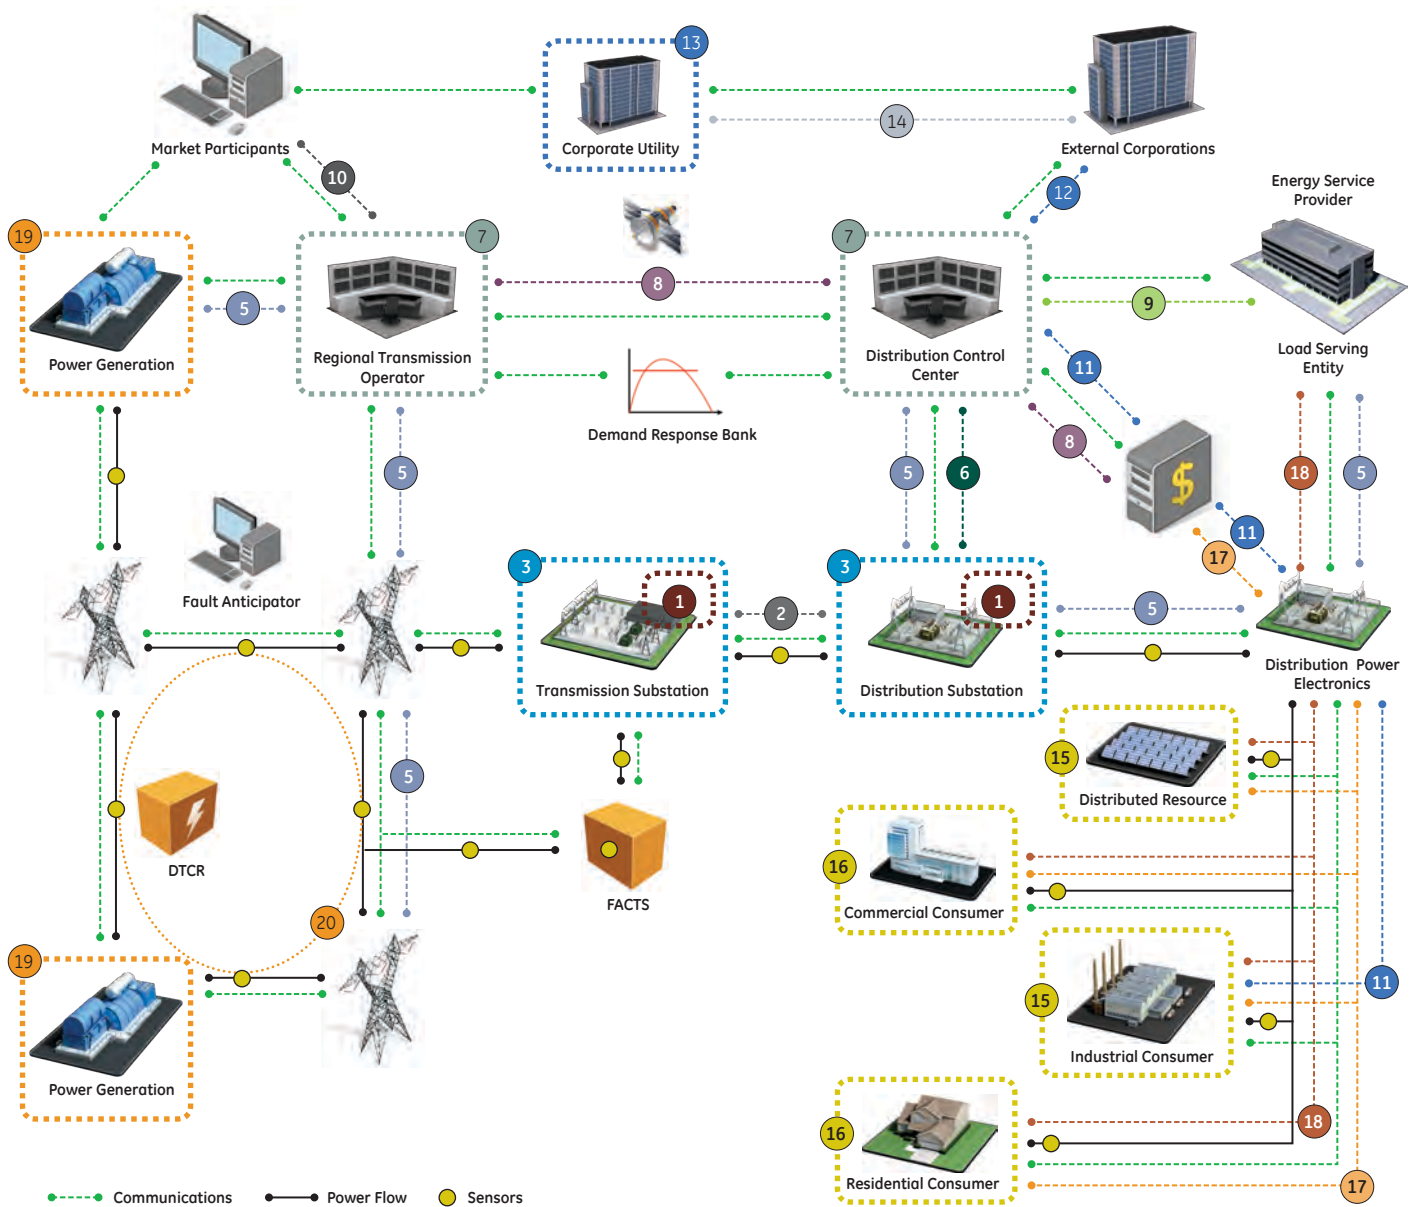 13
Corporate Utility
14
Market Participants
External Corporations
10
12
Energy Service
Provider
19
7
7
8
5
9
Power Generation
Regional Transmission
Operator
Distribution Control
Center
Load Serving
Entity
11
Demand Response Bank
8
5
5
6
18
5
11
17
Fault Anticipator
3
1
2
3
1
5
Transmission Substation
Distribution Substation
Distribution Power
Electronics
15
5
DTCR
Distributed Resource
16
FACTS
Commercial Consumer
20
19
15
11
Industrial Consumer
Power Generation
18
16
Residential Consumer
17
Communications
Power Flow
Sensors